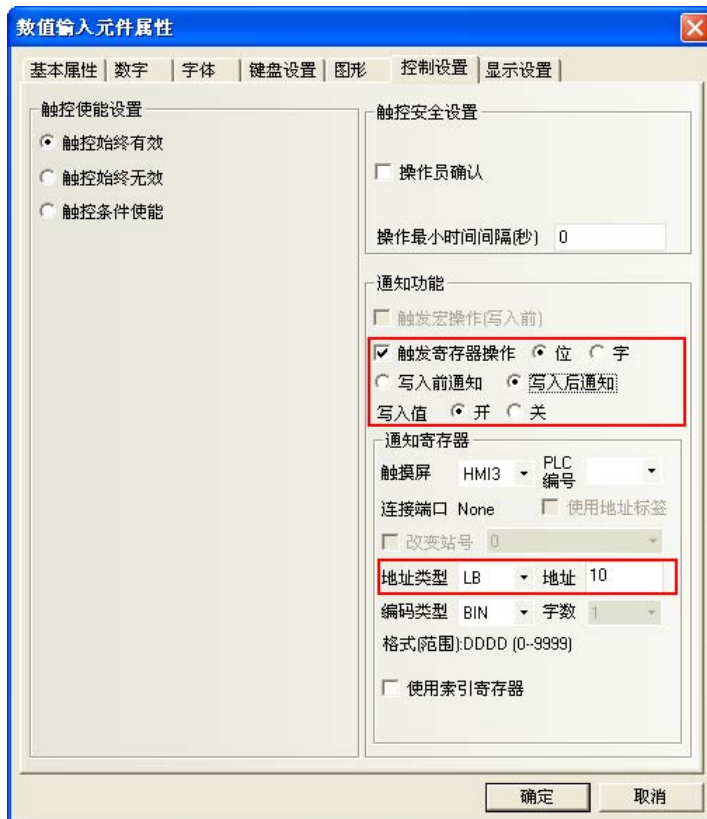 数值输入元件属性
基本属性 数字 字体 键盘设置 图形 控制设置 显示设置
触控使能设置
触控始终有效
触控始终无效
触控条件使能
触控安全设置
操作员确认
操作最小时间间隔(秒) 0
通知功能
触发宏操作(写入前)
触发寄存器操作 位 字
写入前通知 写入后通知
写入值 开 关
通知寄存器
触摸屏 HMI3 PLC 编号
连接端口 None 使用地址标签
改变站号 0
地址类型 LB 地址 10
编码类型 BIN 字数 1
格式(范围):DDDD (0--9999)
使用索引寄存器
确定 取消